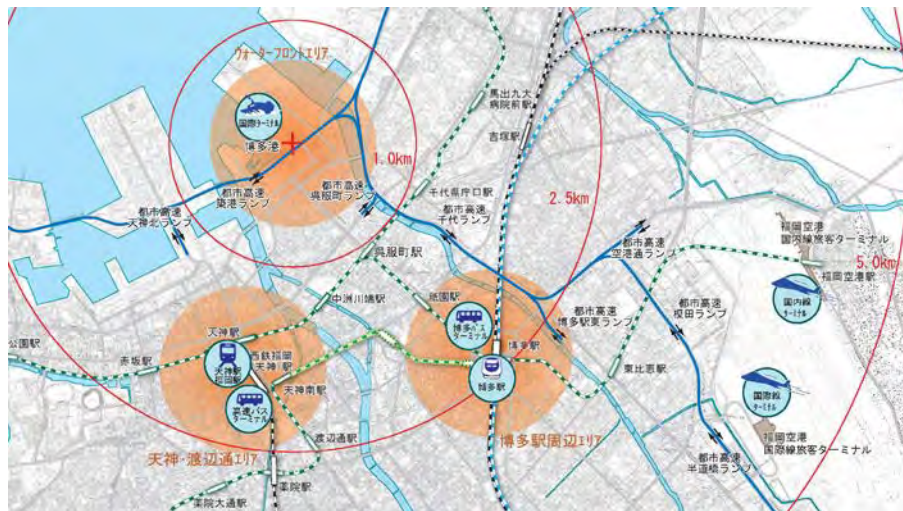 ウォーターフロントエリア
国際ターミナル
博多港
1.0km
馬出九大
病院前駅
吉塚駅
千代県庁口駅
2.5km
都市高速
天神北ランプ
都市高速
築港ランプ
都市高速
呉服町ランプ
都市高速
千代ランプ
都市高速
空港通ランプ
福岡空港
国内線旅客ターミナル
福岡空港駅
5.0km
呉服町駅
中洲川端駅
祇園駅
博多バス
ターミナル
博多駅
博多駅
都市高速
博多駅東ランプ
都市高速
榎田ランプ
国内線
ターミナル
公園駅
赤坂駅
天神駅
西鉄福岡
天神 駅
天神駅
福岡駅
天神南駅
高速バス
ターミナル
東比恵駅
国際線
ターミナル
福岡空港
国際線旅客ターミナル
渡辺通駅
博多駅周辺エリア
天神・渡辺通エリア
都市高速
半道橋ランプ
薬院駅
薬院大通駅